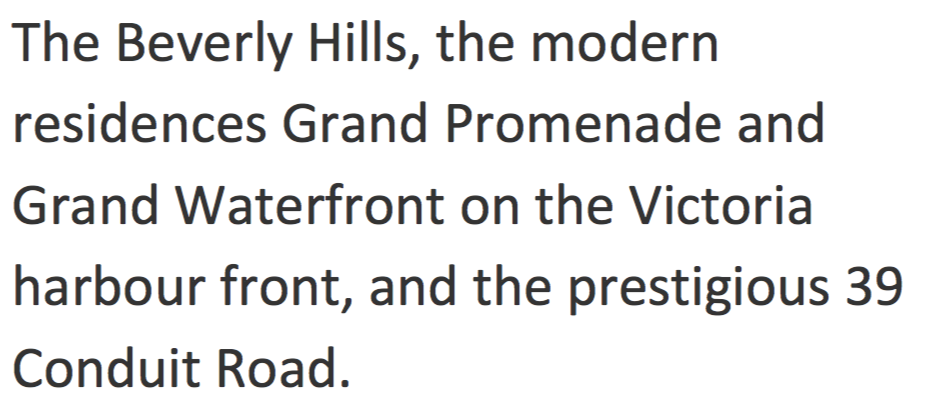 The Beverly Hills, the modern
residences Grand Promenade and
Grand Waterfront on the Victoria
harbour front, and the prestigious 39
Conduit Road.